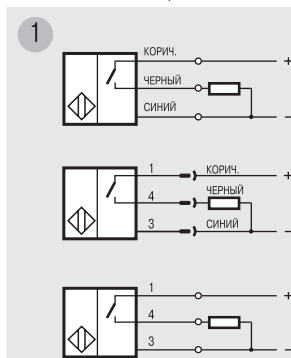 1
КОРИЧ. +
ЧЕРНЫЙ
СИНИЙ −
1 КОРИЧ. +
4 ЧЕРНЫЙ
3 СИНИЙ −
1 +
4
3 −